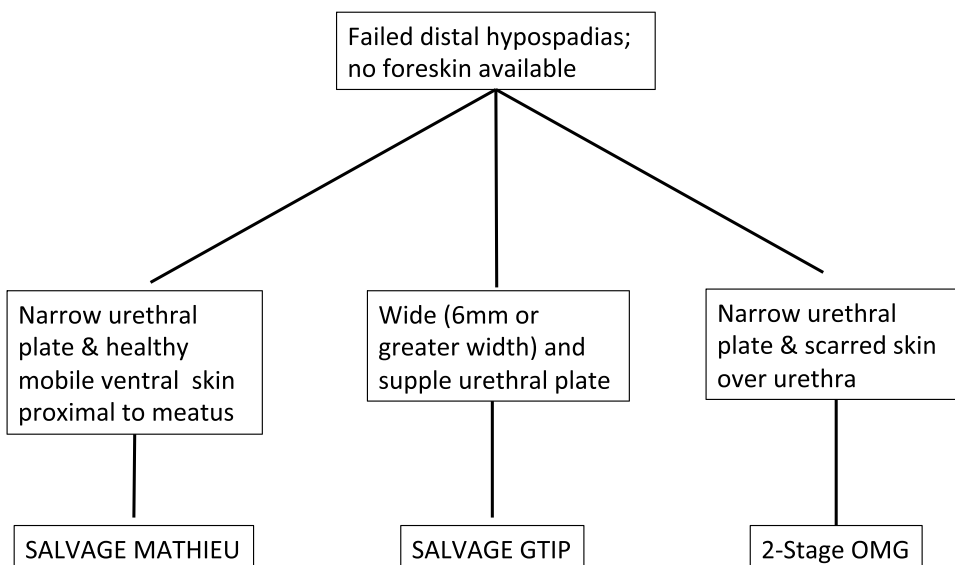 Failed distal hypospadias;
no foreskin available
Narrow urethral
plate & healthy
mobile ventral skin
proximal to meatus
Wide (6mm or
greater width) and
supple urethral plate
Narrow urethral
plate & scarred skin
over urethra
SALVAGE MATHIEU
SALVAGE GTIP
2-Stage OMG